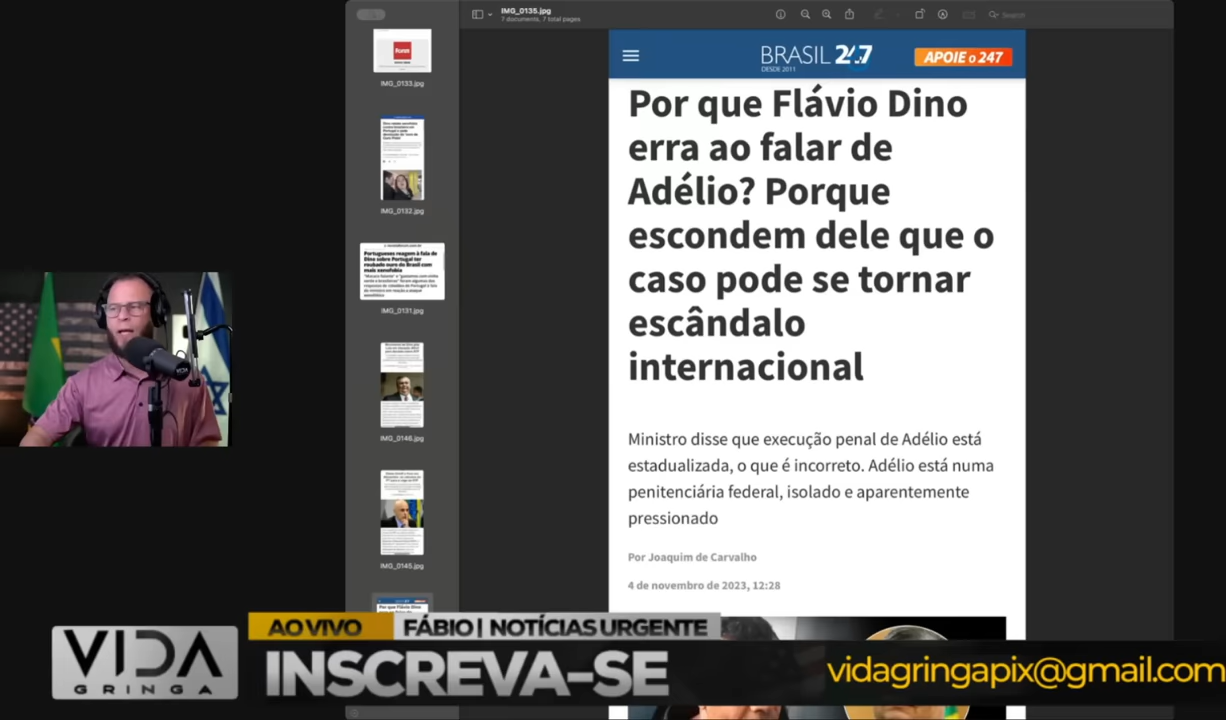 IMG_0135.jpg
7 documents, 7 total pages
Search
IMG_0133.jpg
IMG_0132.jpg
Portugueses reagem à fala de
Dino sobre Portugal ter
roubado ouro do Brasil com
mais xenofobia
IMG_0131.jpg
IMG_0146.jpg
IMG_0145.jpg
BRASIL 247
DESDE 2011
APOIE o 247
Por que Flávio Dino
erra ao falar de
Adélio? Porque
escondem dele que o
caso pode se tornar
escândalo
internacional
Ministro disse que execução penal de Adélio está
estadualizada, o que é incorreto. Adélio está numa
penitenciária federal, isolado e aparentemente
pressionado
Por Joaquim de Carvalho
4 de novembro de 2023, 12:28
AO VIVO
FÁBIO | NOTÍCIAS URGENTE
VIDA
GRINGA
INSCREVA-SE
vidagringapix@gmail.com